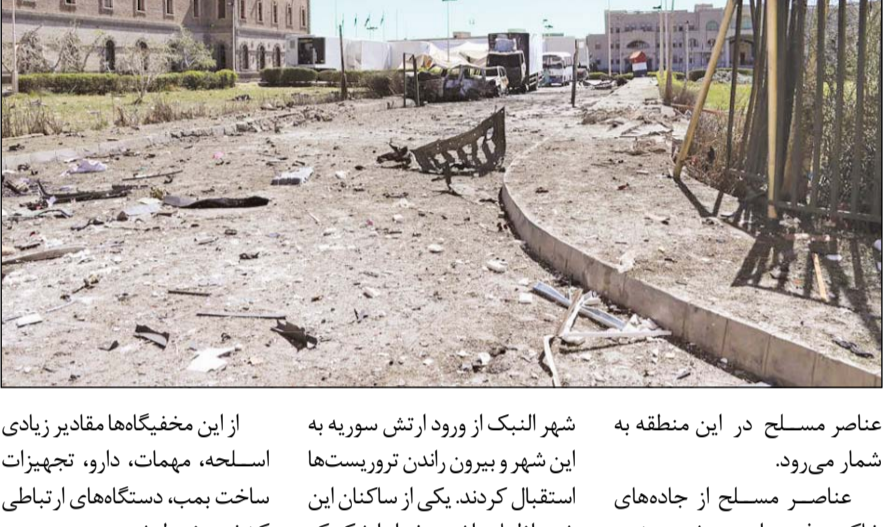 عناصر مسلح در این منطقه به
شمار می‌رود.
عناصر مسلح از جاده‌های
شهر النبک از ورود ارتش سوریه به
این شهر و بیرون راندن تروریست‌ها
استقبال کردند. یکی از ساکنان این
از این مخفیگاه‌ها مقادیر زیادی
اسلحه، مهمات، دارو، تجهیزات
ساخت بمب، دستگاه‌های ارتباطی